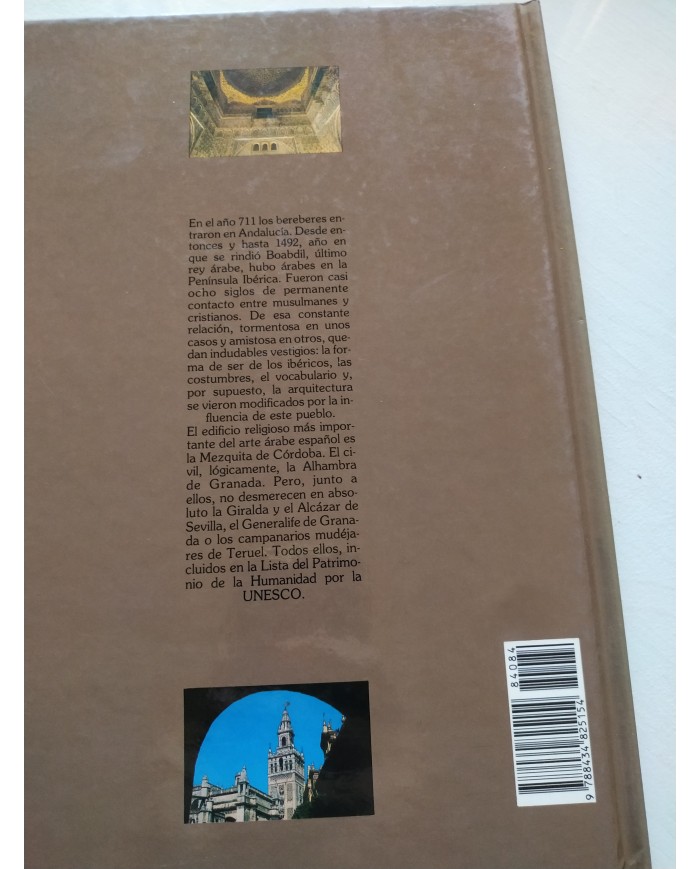 En el año 711 los bereberes en-
traron en Andalucía. Desde en-
tonces y hasta 1492, año en
que se rindió Boabdil, último
rey árabe, hubo árabes en la
Península Ibérica. Fueron casi
ocho siglos de permanente
contacto entre musulmanes y
cristianos. De esa constante
relación, tormentosa en unos
casos y amistosa en otros, que-
dan indudables vestigios: la for-
ma de ser de los ibéricos, las
costumbres, el vocabulario y,
por supuesto, la arquitectura
se vieron modificados por la in-
fluencia de este pueblo.
El edificio religioso más impor-
tante del arte árabe español es
la Mezquita de Córdoba. El ci-
vil, lógicamente, la Alhambra
de Granada. Pero, junto a
ellos, no desmerecen en abso-
luto la Giralda y el Alcázar de
Sevilla, el Generalife de Grana-
da o los campanarios mudéja-
res de Teruel. Todos ellos, in-
cluidos en la Lista del Patrimo-
nio de la Humanidad por la
UNESCO.
84084
9 788434 825154